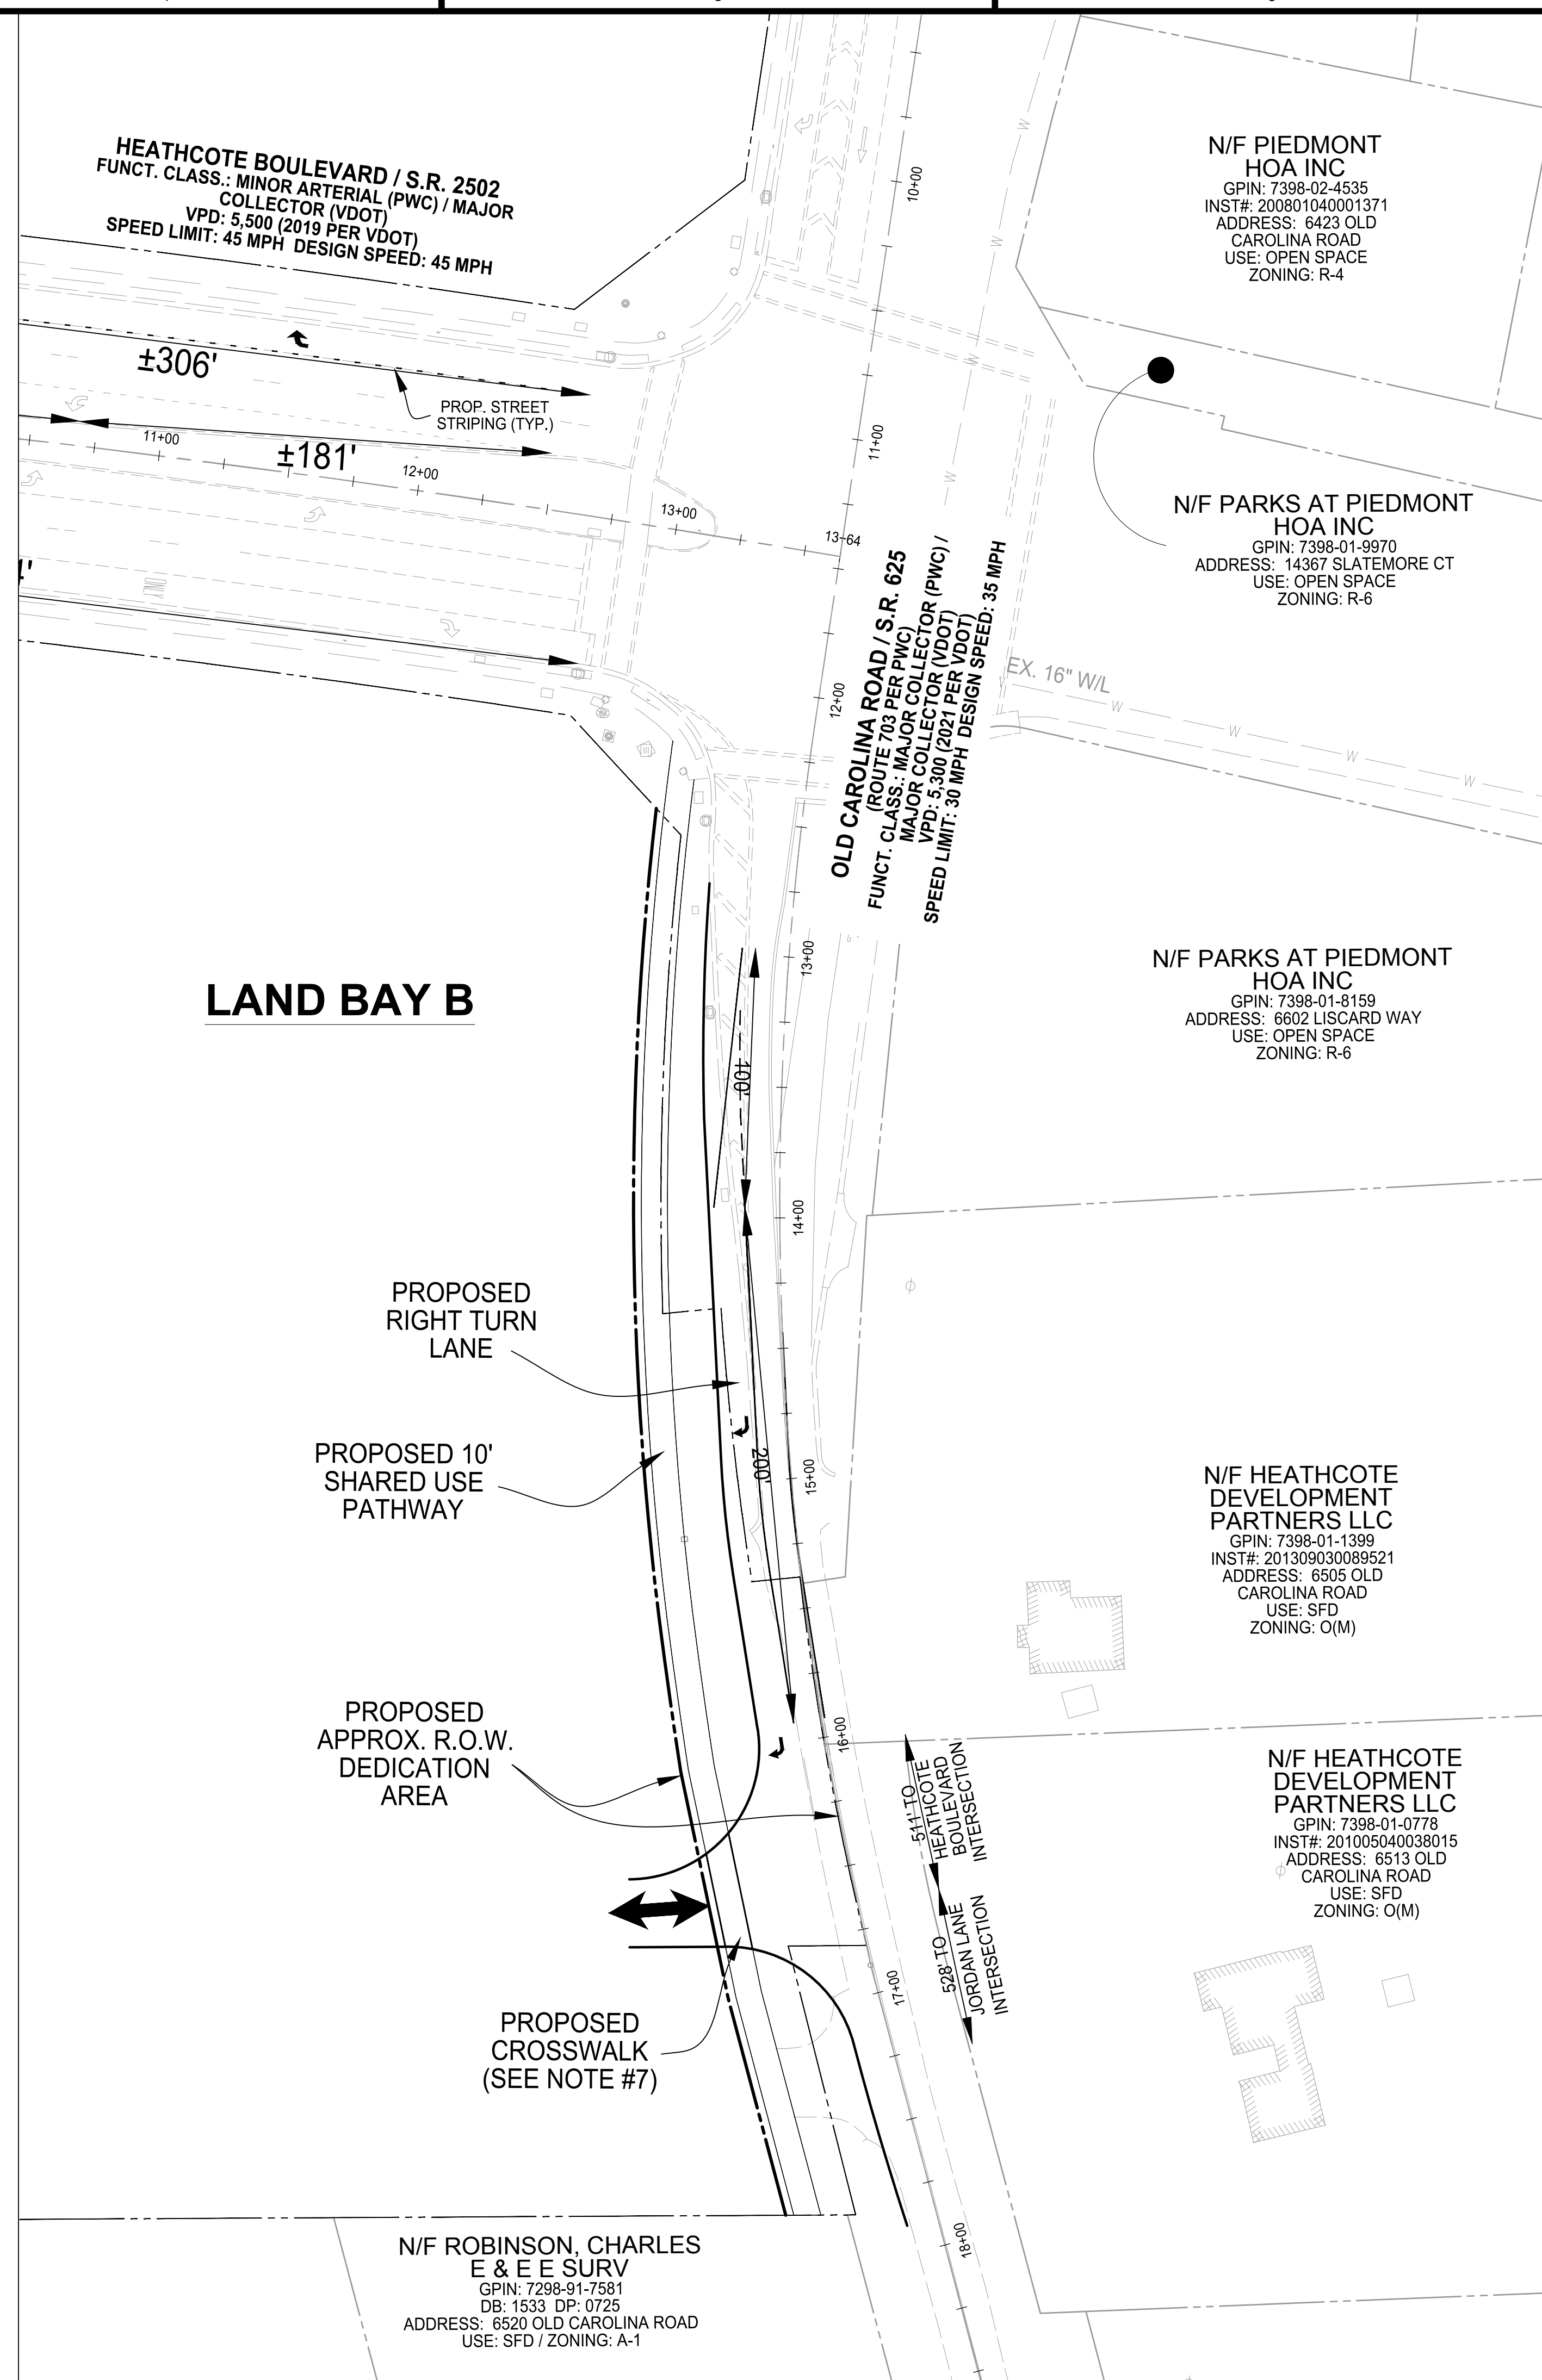 HEATHCOTE BOULEVARD / S.R. 2502
FUNCT. CLASS.: MINOR ARTERIAL (PWC) / MAJOR
COLLECTOR (VDOT)
VPD: 5,500 (2019 PER VDOT)
SPEED LIMIT: 45 MPH DESIGN SPEED: 45 MPH
N/F PIEDMONT
HOA INC
GPIN: 7398-02-4535
INST#: 200801040001371
ADDRESS: 6423 OLD
CAROLINA ROAD
USE: OPEN SPACE
ZONING: R-4
10+00
W
W
W
W
±306'
PROP. STREET
STRIPING (TYP.)
11+00
±181'
12+00
13+00
13+64
11+00
12+00
N/F PARKS AT PIEDMONT
HOA INC
GPIN: 7398-01-9970
ADDRESS: 14367 SLATEMORE CT
USE: OPEN SPACE
ZONING: R-6
OLD CAROLINA ROAD / S.R. 625
(ROUTE 703 PER PWC)
FUNCT. CLASS.: MAJOR COLLECTOR (PWC) /
MAJOR COLLECTOR (VDOT)
VPD: 5,300 (2021 PER VDOT)
SPEED LIMIT: 30 MPH DESIGN SPEED: 35 MPH
EX. 16" W/L
W
W
W
LAND BAY B
13+00
N/F PARKS AT PIEDMONT
HOA INC
GPIN: 7398-01-8159
ADDRESS: 6602 LISCARD WAY
USE: OPEN SPACE
ZONING: R-6
100'
14+00
PROPOSED
RIGHT TURN
LANE
200'
15+00
PROPOSED 10'
SHARED USE
PATHWAY
N/F HEATHCOTE
DEVELOPMENT
PARTNERS LLC
GPIN: 7398-01-1399
INST#: 201309030089521
ADDRESS: 6505 OLD
CAROLINA ROAD
USE: SFD
ZONING: O(M)
PROPOSED
APPROX. R.O.W.
DEDICATION
AREA
16+00
511' TO
HEATHCOTE
BOULEVARD
INTERSECTION
N/F HEATHCOTE
DEVELOPMENT
PARTNERS LLC
GPIN: 7398-01-0778
INST#: 201005040038015
ADDRESS: 6513 OLD
CAROLINA ROAD
USE: SFD
ZONING: O(M)
528' TO
JORDAN LANE
INTERSECTION
17+00
PROPOSED
CROSSWALK
(SEE NOTE #7)
18+00
N/F ROBINSON, CHARLES
E & E E SURV
GPIN: 7298-91-7581
DB: 1533 DP: 0725
ADDRESS: 6520 OLD CAROLINA ROAD
USE: SFD / ZONING: A-1